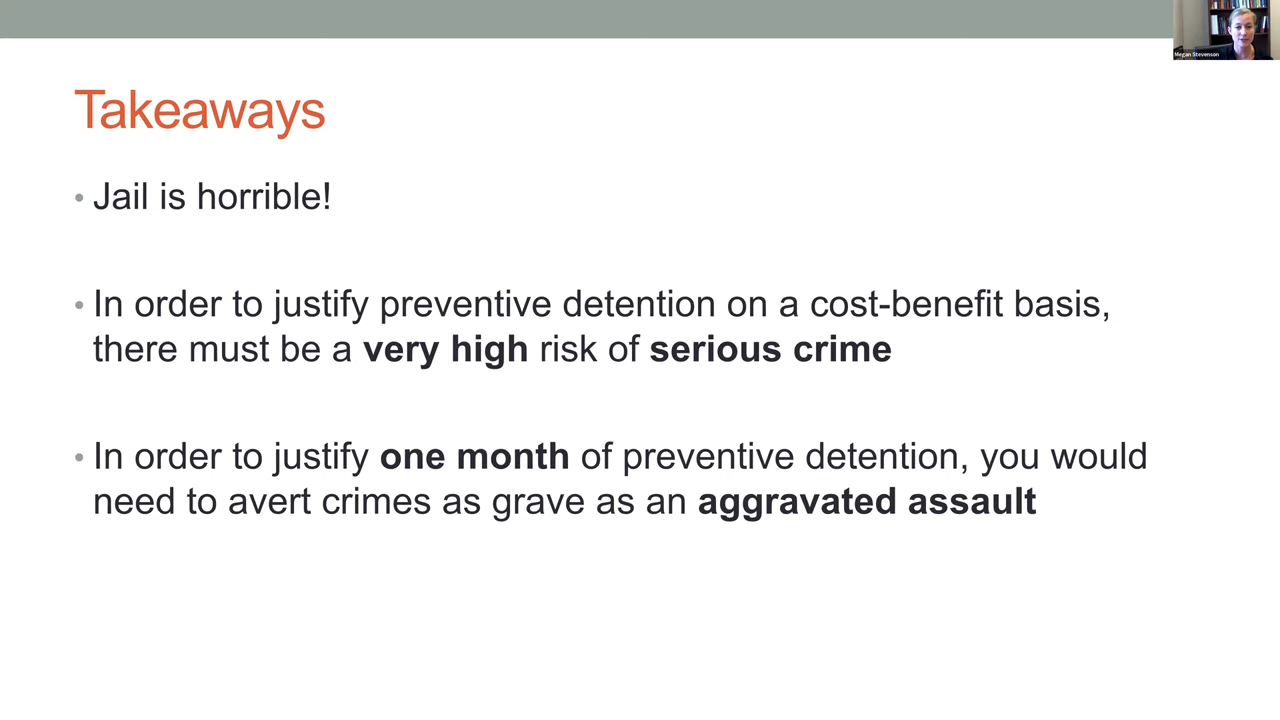 Megan Stevenson
Takeaways
• Jail is horrible!
• In order to justify preventive detention on a cost-benefit basis,
there must be a very high risk of serious crime
• In order to justify one month of preventive detention, you would
need to avert crimes as grave as an aggravated assault